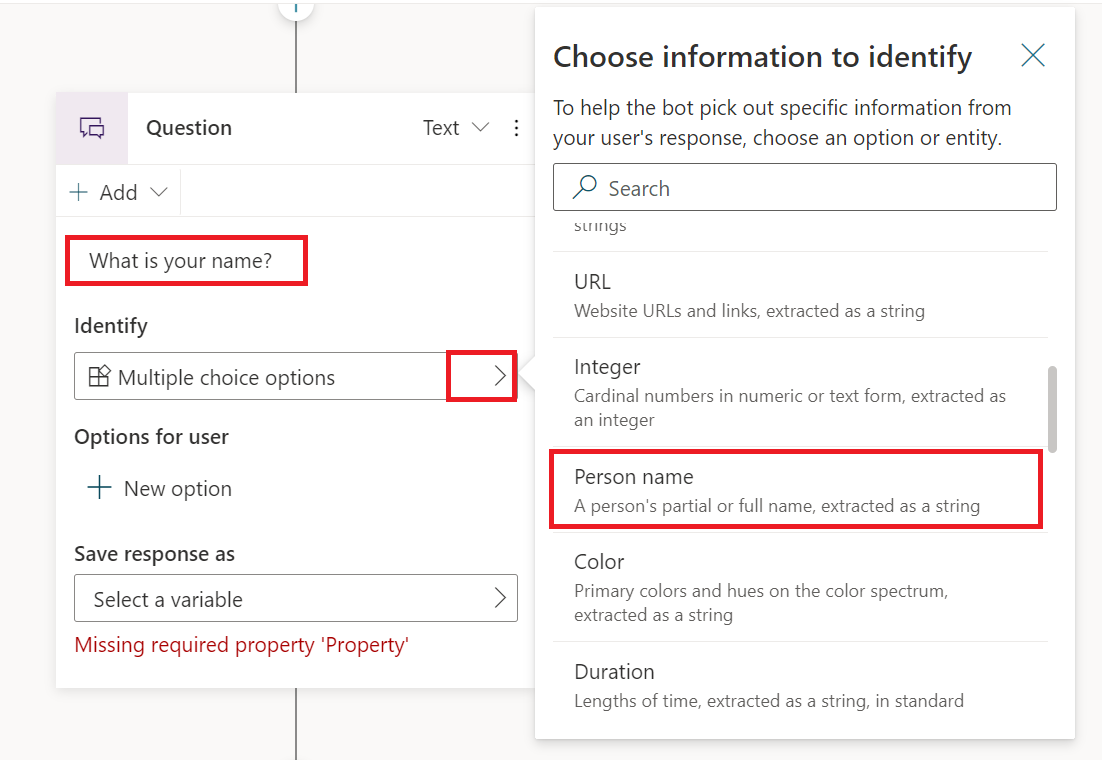 Question
Text
Add
What is your name?
Identify
Multiple choice options
Options for user
New option
Save response as
Select a variable
Missing required property 'Property'
Choose information to identify
To help the bot pick out specific information from
your user's response, choose an option or entity.
Search
strings
URL
Website URLs and links, extracted as a string
Integer
Cardinal numbers in numeric or text form, extracted as
an integer
Person name
A person's partial or full name, extracted as a string
Color
Primary colors and hues on the color spectrum,
extracted as a string
Duration
Lengths of time, extracted as a string, in standard